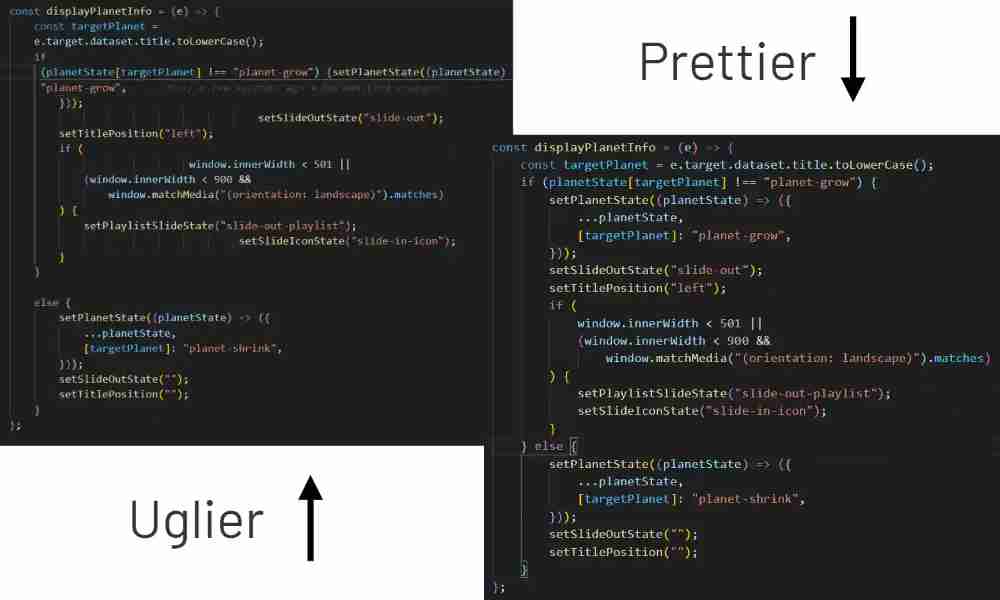 const displayPlanetInfo = (e) => {
const targetPlanet =
e.target.dataset.title.toLowerCase();
if
(planetState[targetPlanet] !== "planet-grow") {setPlanetState((planetState)
"planet-grow",
}));
setSlideOutState("slide-out");
setTitlePosition("left");
if (
window.innerWidth < 501 ||
(window.innerWidth < 900 &&
window.matchMedia("(orientation: landscape)").matches)
) {
setPlaylistSlideState("slide-out-playlist");
setSlideIconState("slide-in-icon");
}
}
else {
setPlanetState((planetState) => ({
...planetState,
[targetPlanet]: "planet-shrink",
}));
setSlideOutState("");
setTitlePosition("");
}
};
Uglier
Prettier
const displayPlanetInfo = (e) => {
const targetPlanet = e.target.dataset.title.toLowerCase();
if (planetState[targetPlanet] !== "planet-grow") {
setPlanetState((planetState) => ({
...planetState,
[targetPlanet]: "planet-grow",
}));
setSlideOutState("slide-out");
setTitlePosition("left");
if (
window.innerWidth < 501 ||
(window.innerWidth < 900 &&
window.matchMedia("(orientation: landscape)").matches)
) {
setPlaylistSlideState("slide-out-playlist");
setSlideIconState("slide-in-icon");
}
} else {
setPlanetState((planetState) => ({
...planetState,
[targetPlanet]: "planet-shrink",
}));
setSlideOutState("");
setTitlePosition("");
}
};